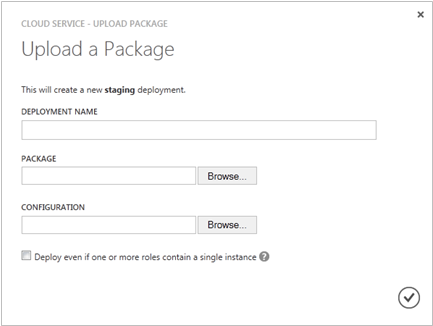 CLOUD SERVICE - UPLOAD PACKAGE
Upload a Package
This will create a new staging deployment.
DEPLOYMENT NAME
PACKAGE
Browse...
CONFIGURATION
Browse...
Deploy even if one or more roles contain a single instance ?